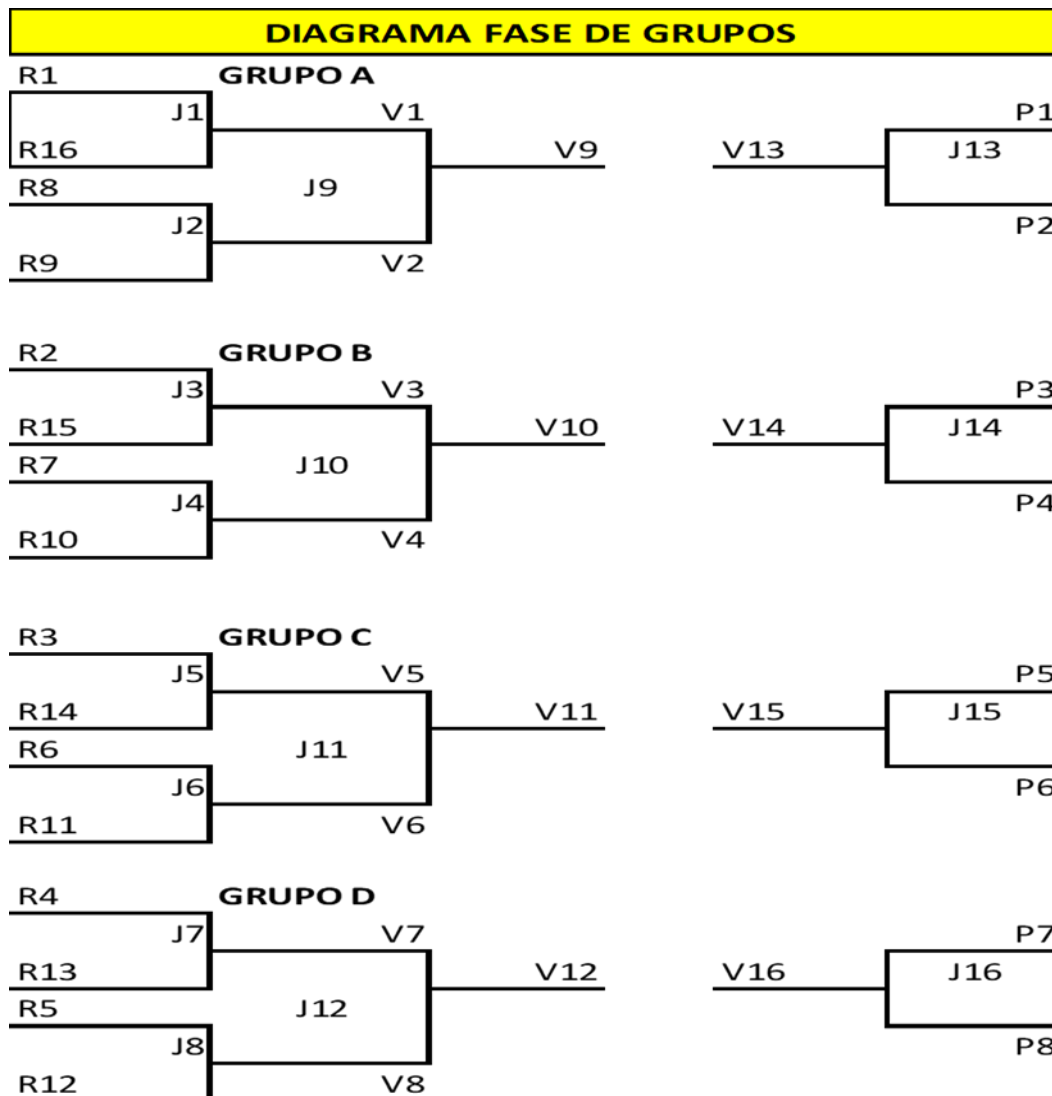 DIAGRAMA FASE DE GRUPOS
R1 GRUPO A
J1 V1 P1
R16 V9 V13 J13
R8 J9
J2 P2
R9 V2
R2 GRUPO B
J3 V3 P3
R15 V10 V14 J14
R7 J10
J4 P4
R10 V4
R3 GRUPO C
J5 V5 P5
R14 V11 V15 J15
R6 J11
J6 P6
R11 V6
R4 GRUPO D
J7 V7 P7
R13 V12 V16 J16
R5 J12
J8 P8
R12 V8